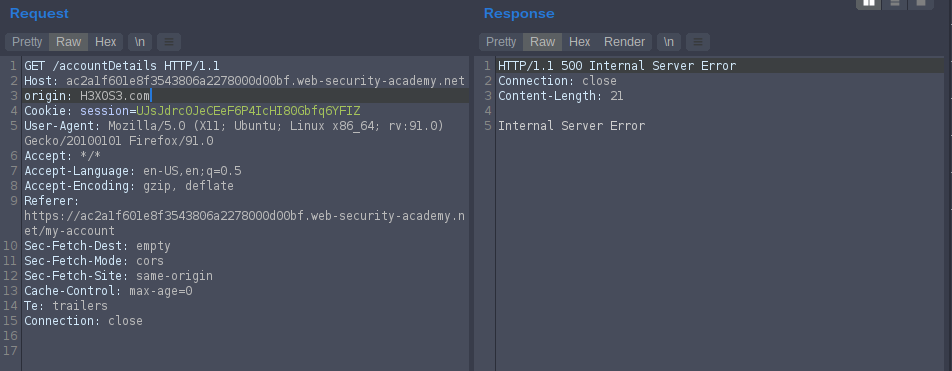 Request
Pretty Raw Hex \n
1 GET /accountDetails HTTP/1.1
2 Host: ac2a1f601e8f3543806a2278000d00bf.web-security-academy.net
3 origin: H3X0S3.com
4 Cookie: session=UJsJdrc0JeCEeF6P4IcHI80Gbfq6YFIZ
5 User-Agent: Mozilla/5.0 (X11; Ubuntu; Linux x86_64; rv:91.0)
Gecko/20100101 Firefox/91.0
6 Accept: */*
7 Accept-Language: en-US,en;q=0.5
8 Accept-Encoding: gzip, deflate
9 Referer:
https://ac2a1f601e8f3543806a2278000d00bf.web-security-academy.n
et/my-account
10 Sec-Fetch-Dest: empty
11 Sec-Fetch-Mode: cors
12 Sec-Fetch-Site: same-origin
13 Cache-Control: max-age=0
14 Te: trailers
15 Connection: close
16
17
Response
Pretty Raw Hex Render \n
1 HTTP/1.1 500 Internal Server Error
2 Connection: close
3 Content-Length: 21
4
5 Internal Server Error